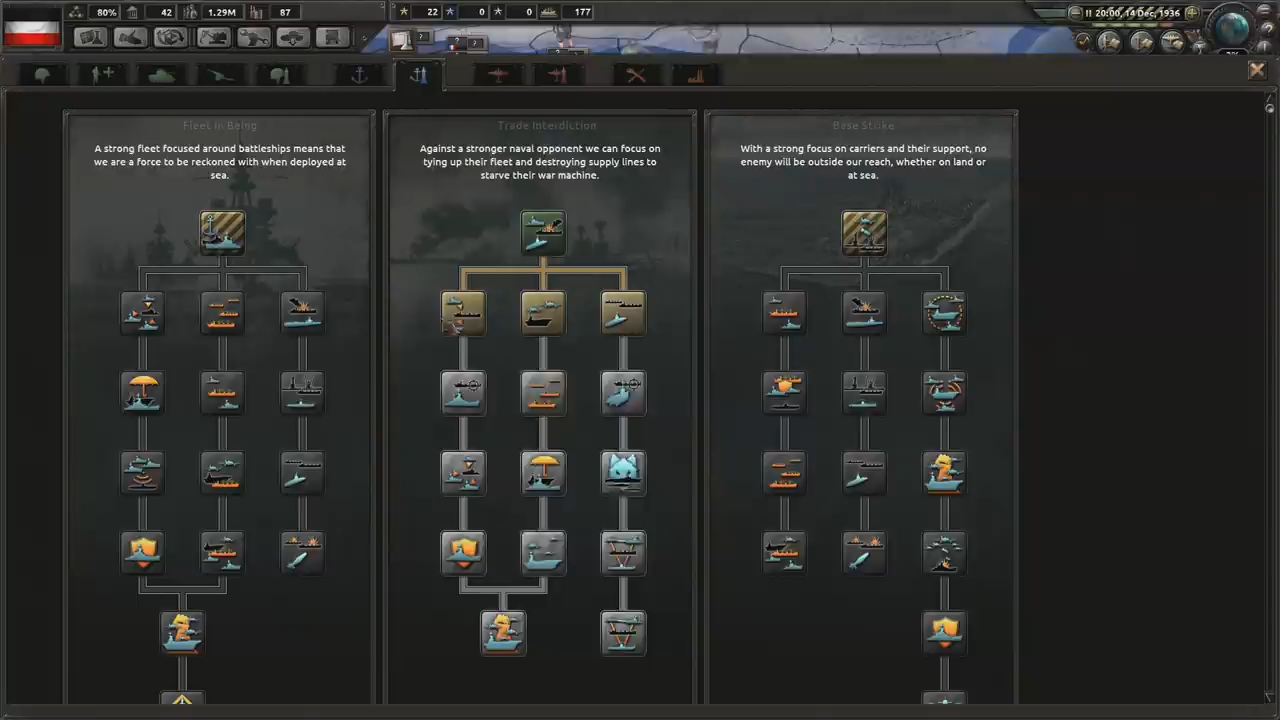 80% 42 1.29M 87 22 0 0 177
II 20:00, 14 Dec, 1936
? ? ? ?
Fleet in Being
A strong fleet focused around battleships means that
we are a force to be reckoned with when deployed at
sea.
Trade Interdiction
Against a stronger naval opponent we can focus on
tying up their fleet and destroying supply lines to
starve their war machine.
Base Strike
With a strong focus on carriers and their support, no
enemy will be outside our reach, whether on land or
at sea.